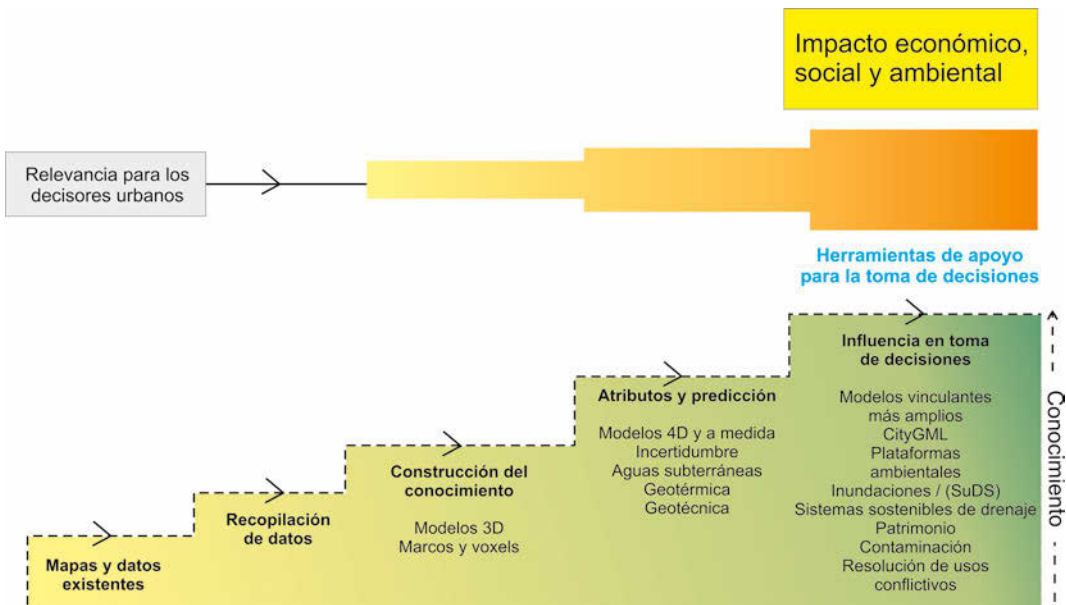 Impacto económico,
social y ambiental
Relevancia para los
decisores urbanos
Herramientas de apoyo
para la toma de decisiones
Mapas y datos
existentes
Recopilación
de datos
Construcción del
conocimiento
Modelos 3D
Marcos y voxels
Atributos y predicción
Modelos 4D y a medida
Incertidumbre
Aguas subterráneas
Geotérmica
Geotécnica
Influencia en toma
de decisiones
Modelos vinculantes
más amplios
CityGML
Plataformas
ambientales
Inundaciones / (SuDS)
Sistemas sostenibles de drenaje
Patrimonio
Contaminación
Resolución de usos
conflictivos
Conocimiento